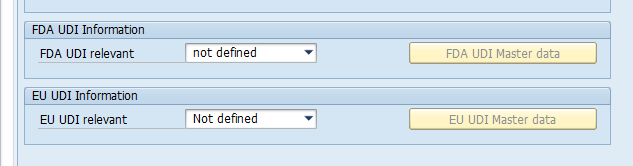 FDA UDI Information
FDA UDI relevant not defined FDA UDI Master data
EU UDI Information
EU UDI relevant Not defined EU UDI Master data